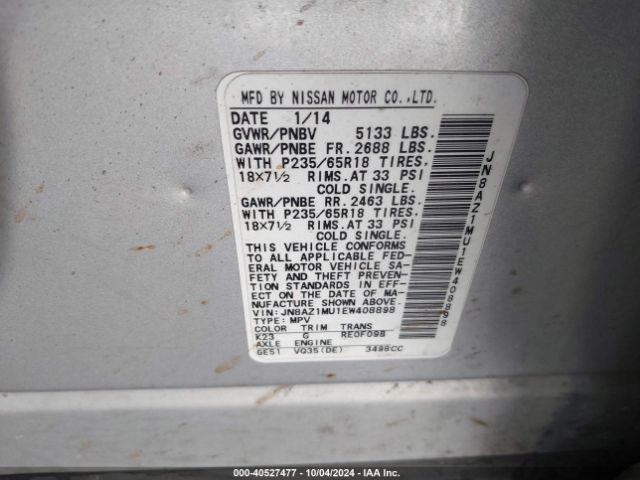 MFD BY NISSAN MOTOR CO.,LTD.
DATE 1/14
GVWR/PNBV 5133 LBS.
GAWR/PNBE FR. 2688 LBS.
WITH P235/65R18 TIRES.
18X7½ RIMS. AT 33 PSI
COLD SINGLE.
GAWR/PNBE RR. 2463 LBS.
WITH P235/65R18 TIRES.
18X7½ RIMS. AT 33 PSI
COLD SINGLE.
THIS VEHICLE CONFORMS
TO ALL APPLICABLE FED-
ERAL MOTOR VEHICLE SA-
FETY AND THEFT PREVENTION
STANDARDS IN EFF-
ECT ON THE DATE OF MA-
NUFACTURE SHOWN ABOVE.
VIN: JN8AZ1MU1EW408898
TYPE: MPV
COLOR TRIM TRANS
K23 G RE0F09B
AXLE ENGINE
GE51 VQ35(DE) 3498CC
JN8AZ1MU1EW408898
000-40527477 - 10/04/2024 - IAA Inc.